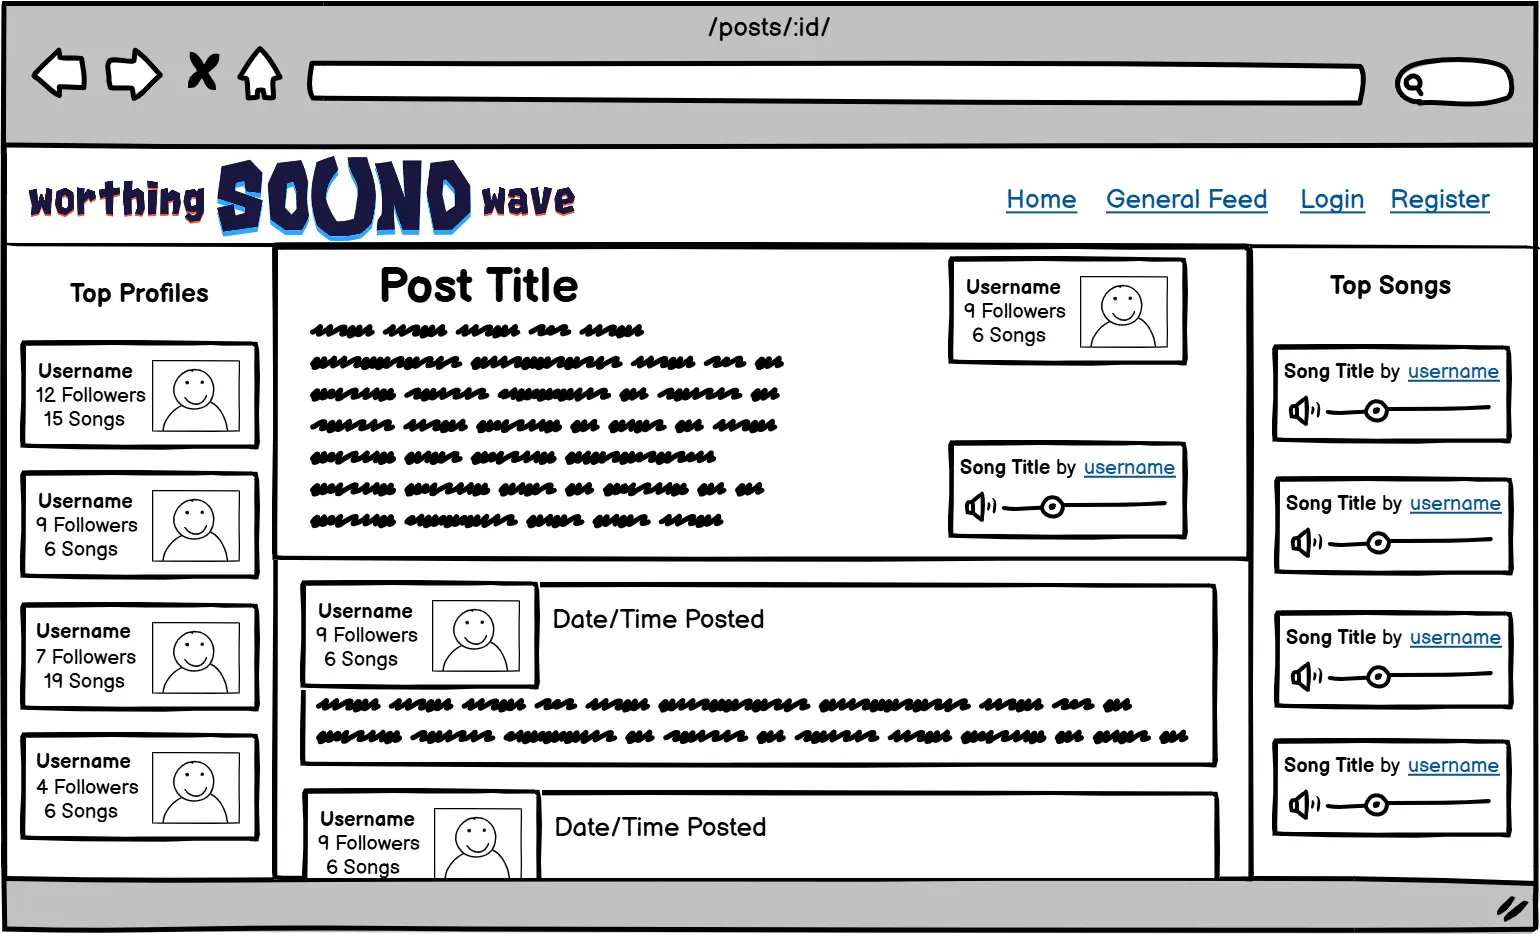 /posts/:id/
worthing SOUND wave
Home General Feed Login Register
Top Profiles
Username
12 Followers
15 Songs
Username
9 Followers
6 Songs
Username
7 Followers
19 Songs
Username
4 Followers
6 Songs
Post Title
Username
9 Followers
6 Songs
Song Title by username
Username
9 Followers
6 Songs
Date/Time Posted
Username
9 Followers
6 Songs
Date/Time Posted
Top Songs
Song Title by username
Song Title by username
Song Title by username
Song Title by username